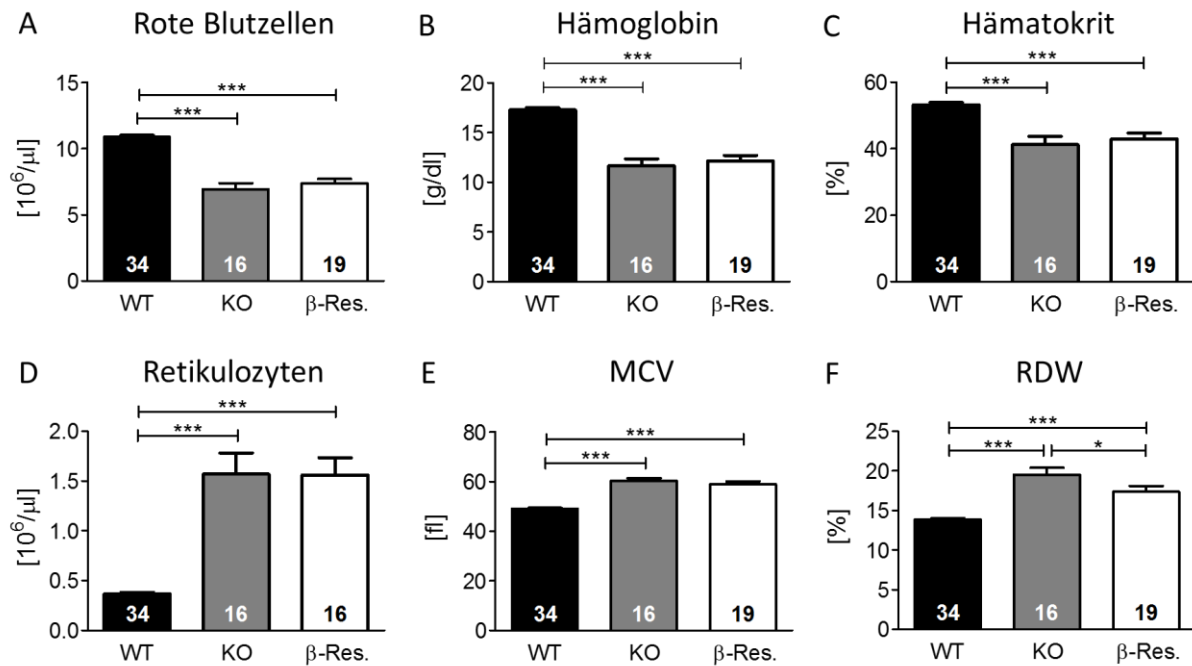 A Rote Blutzellen
[10⁶/µl]
15
10
5
0
***
***
34 16 19
WT KO β-Res.
B Hämoglobin
[g/dl]
20
15
10
5
0
***
***
34 16 19
WT KO β-Res.
C Hämatokrit
[%]
60
40
20
0
***
***
34 16 19
WT KO β-Res.
D Retikulozyten
[10⁶/µl]
2.0
1.5
1.0
0.5
0.0
***
***
34 16 16
WT KO β-Res.
E MCV
[fl]
80
60
40
20
0
***
***
34 16 19
WT KO β-Res.
F RDW
[%]
25
20
15
10
5
0
***
*** *
34 16 19
WT KO β-Res.